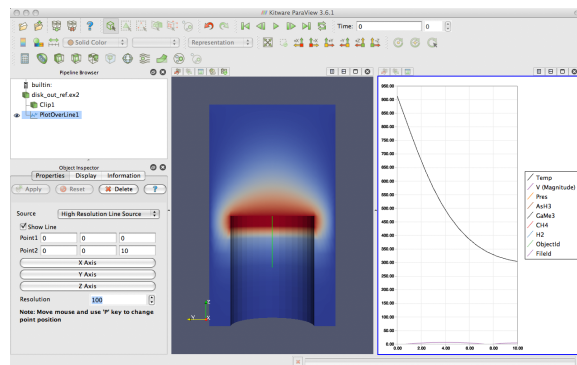 Kitware ParaView 3.6.1
Time: 0
0
Solid Color
Representation
Pipeline Browser
builtin:
disk_out_ref.ex2
Clip1
PlotOverLine1
Object Inspector
Properties Display Information
Apply Reset Delete ?
Source High Resolution Line Source
Show Line
Point1 0 0 0
Point2 0 0 10
X Axis
Y Axis
Z Axis
Resolution 100
Note: Move mouse and use 'P' key to change
point position
Z
Y X
950.00
900.00
850.00
800.00
750.00
700.00
650.00
600.00
550.00
500.00
450.00
400.00
350.00
300.00
250.00
200.00
150.00
100.00
50.00
0.00
0.00 2.00 4.00 6.00 8.00 10.00
Temp
V (Magnitude)
Pres
AsH3
GaMe3
CH4
H2
ObjectId
FileId